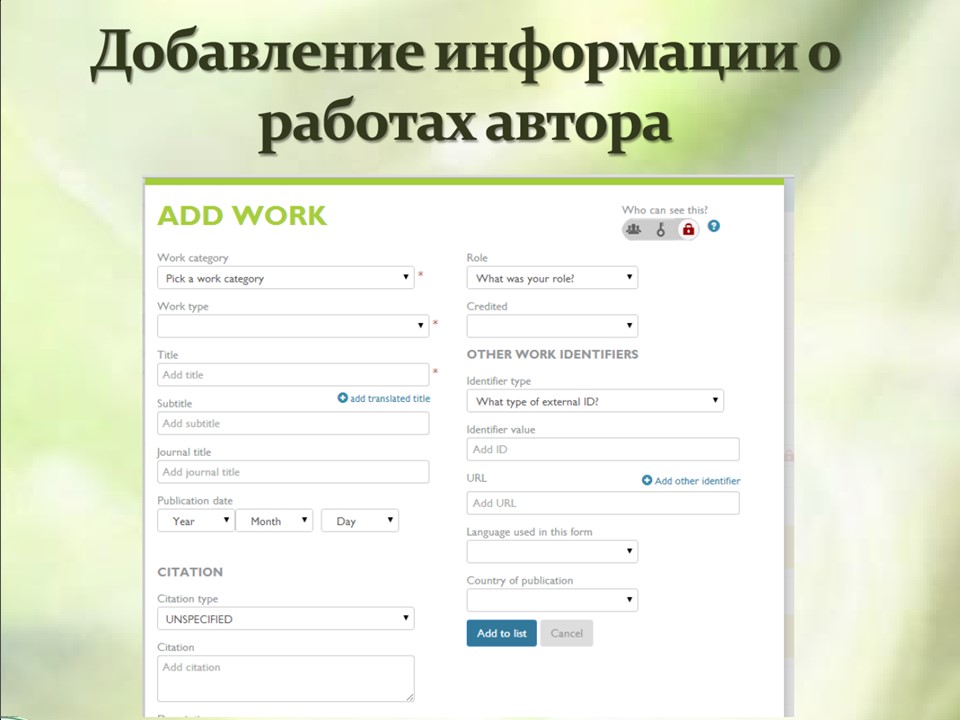 Добавление информации о
работах автора
ADD WORK
Who can see this?
Work category
Pick a work category
*
Work type
*
Title
Add title
*
add translated title
Subtitle
Add subtitle
Journal title
Add journal title
Publication date
Year
Month
Day
CITATION
Citation type
UNSPECIFIED
Citation
Add citation
Role
What was your role?
Credited
OTHER WORK IDENTIFIERS
Identifier type
What type of external ID?
Identifier value
Add ID
URL
Add other identifier
Add URL
Language used in this form
Country of publication
Add to list
Cancel